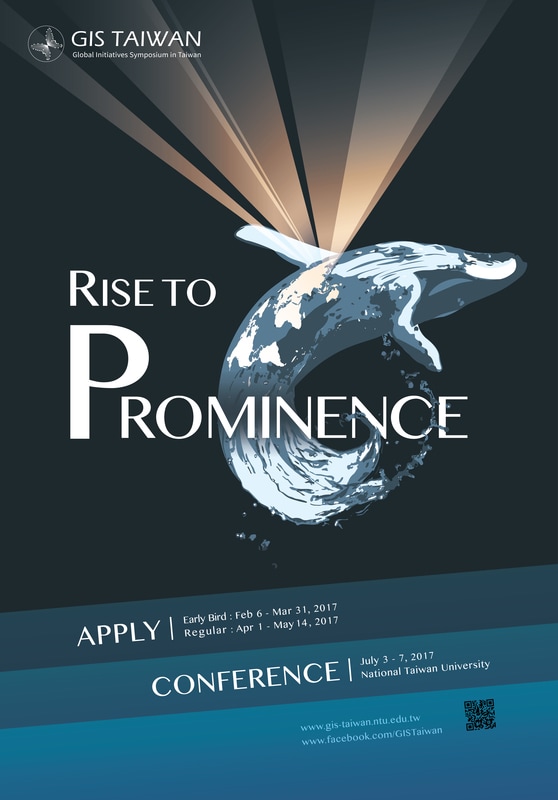 GIS TAIWAN
Global Initiatives Symposium in Taiwan
RISE TO
PROMINENCE
APPLY
Early Bird : Feb 6 - Mar 31, 2017
Regular : Apr 1 - May 14, 2017
CONFERENCE
July 3 - 7, 2017
National Taiwan University
www.gis-taiwan.ntu.edu.tw
www.facebook.com/GISTaiwan